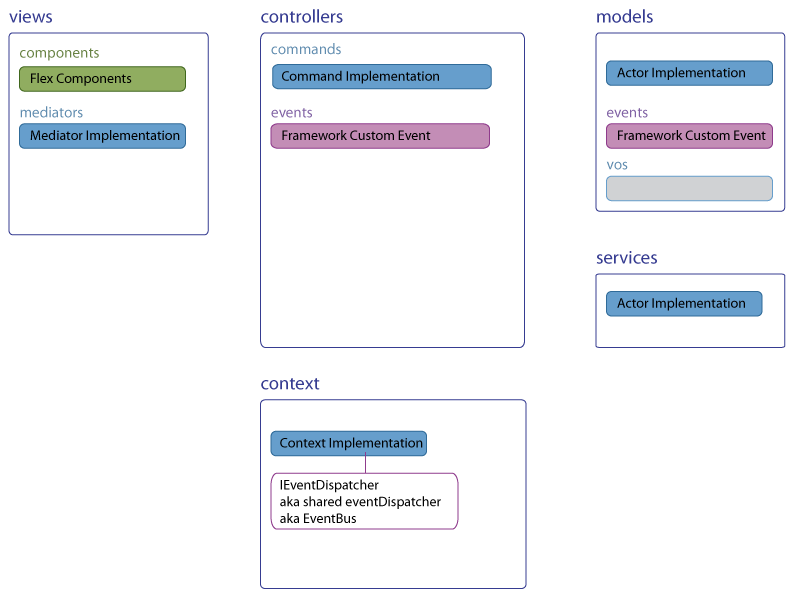 views
components
Flex Components
mediators
Mediator Implementation
controllers
commands
Command Implementation
events
Framework Custom Event
models
Actor Implementation
events
Framework Custom Event
vos
services
Actor Implementation
context
Context Implementation
IEventDispatcher
aka shared eventDispatcher
aka EventBus